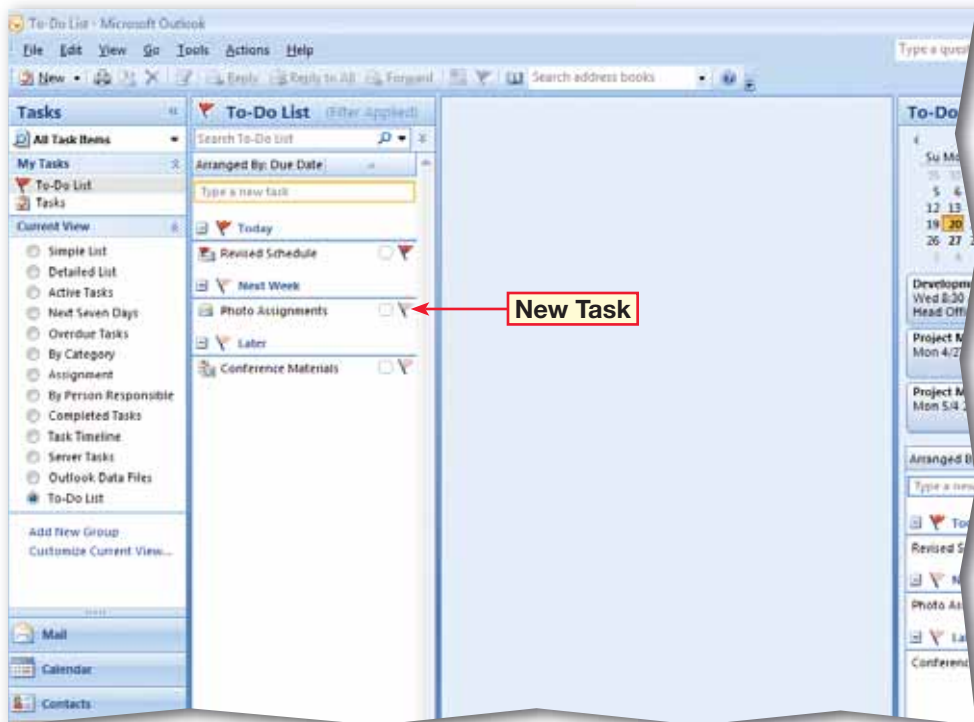 To-Do List - Microsoft Outlook
File Edit View Go Tools Actions Help
Type a ques
New Reply Reply to All Forward Search address books
Tasks
All Task Items
My Tasks
To-Do List
Tasks
Current View
Simple List
Detailed List
Active Tasks
Next Seven Days
Overdue Tasks
By Category
Assignment
By Person Responsible
Completed Tasks
Task Timeline
Server Tasks
Outlook Data Files
To-Do List
Add New Group
Customize Current View...
Mail
Calendar
Contacts
To-Do List (Filter Applied)
Search To-Do List
Arranged By: Due Date
Type a new task
Today
Revised Schedule
Next Week
Photo Assignments
Later
Conference Materials
New Task
To-Do
Su Mo
5 6
12 13
19 20
26 27
Developm
Wed 8:30
Head Offi
Project M
Mon 4/27
Project M
Mon 5/4
Arranged B
Type a new
To
Revised S
N
Photo As
La
Conferenc